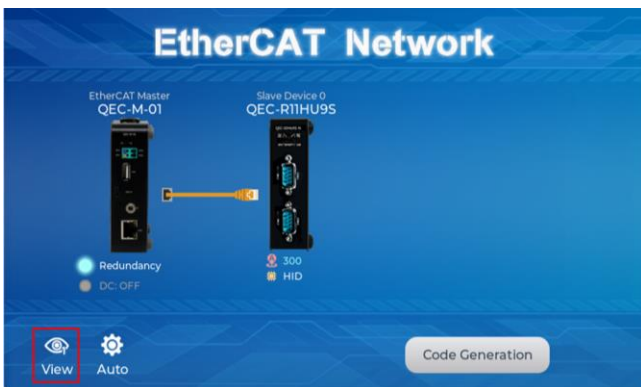 EtherCAT Network
EtherCAT Master
QEC-M-01
Slave Device 0
QEC-R11HU9S
Redundancy
DC: OFF
300
HID
View
Auto
Code Generation